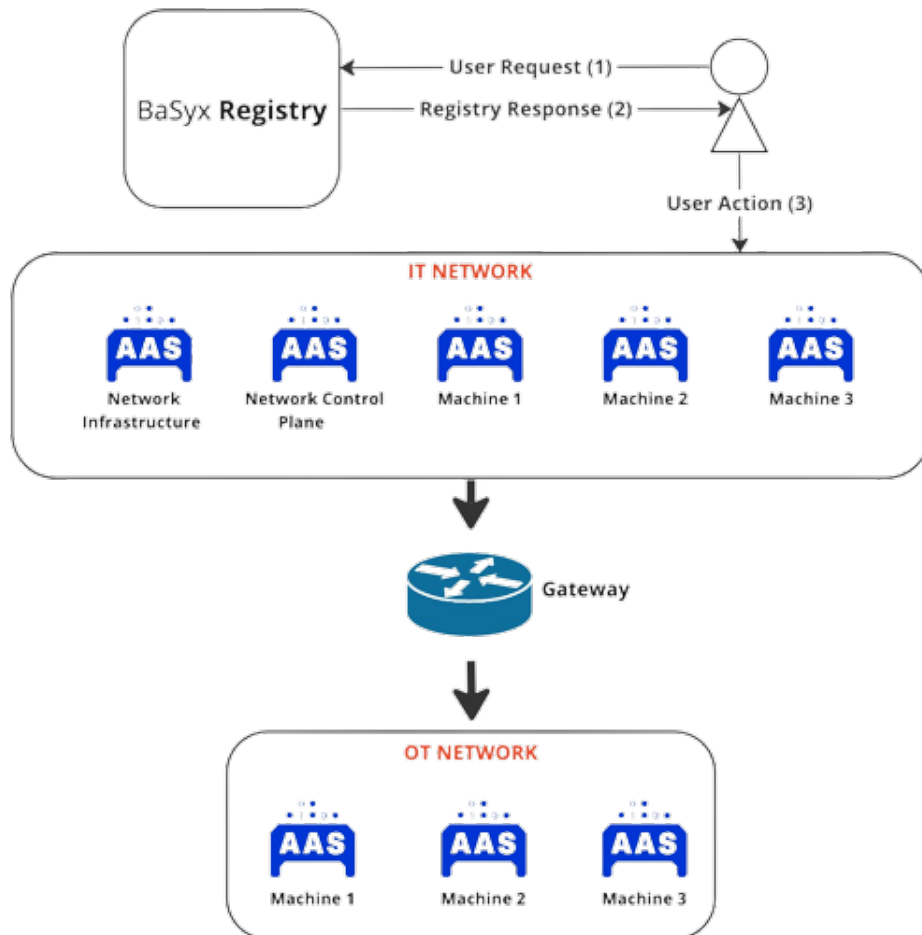 User Request (1)
BaSyx Registry
Registry Response (2)
User Action (3)
IT NETWORK
AAS AAS AAS AAS AAS
Network Network Control Machine 1 Machine 2 Machine 3
Infrastructure Plane
Gateway
OT NETWORK
AAS AAS AAS
Machine 1 Machine 2 Machine 3